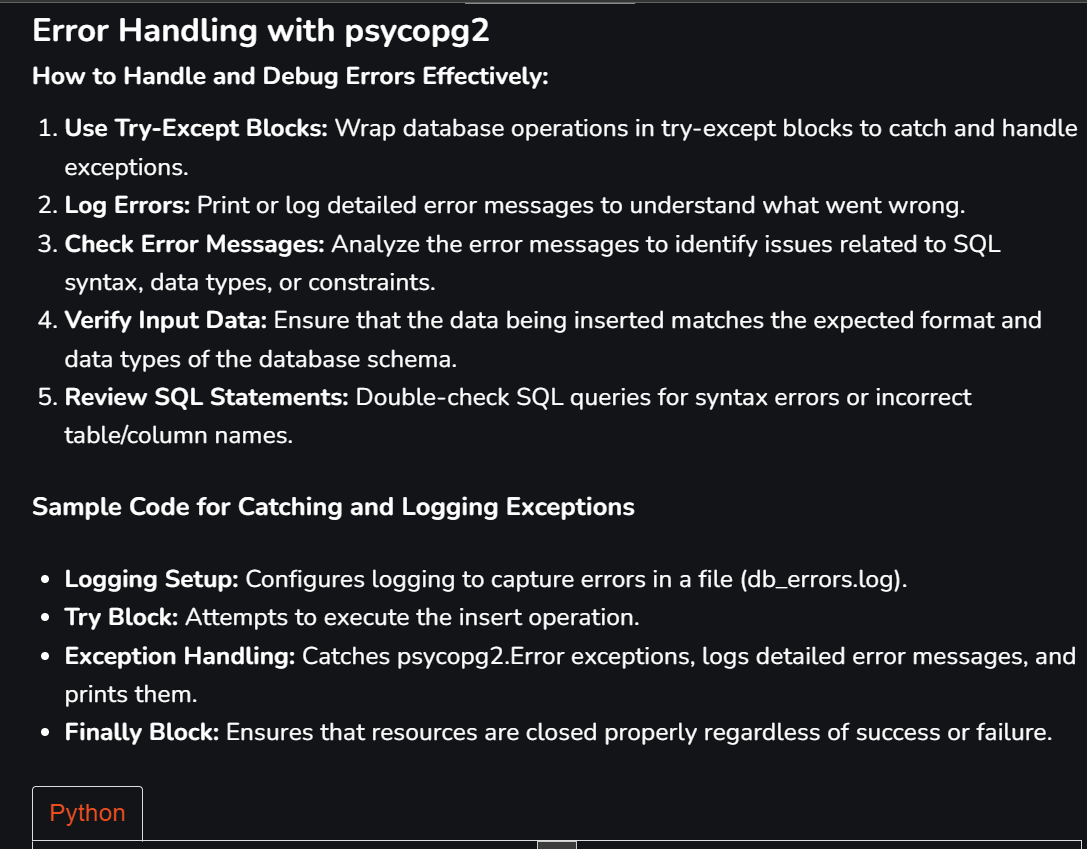 Error Handling with psycopg2
How to Handle and Debug Errors Effectively:
1. Use Try-Except Blocks: Wrap database operations in try-except blocks to catch and handle
exceptions.
2. Log Errors: Print or log detailed error messages to understand what went wrong.
3. Check Error Messages: Analyze the error messages to identify issues related to SQL
syntax, data types, or constraints.
4. Verify Input Data: Ensure that the data being inserted matches the expected format and
data types of the database schema.
5. Review SQL Statements: Double-check SQL queries for syntax errors or incorrect
table/column names.
Sample Code for Catching and Logging Exceptions
• Logging Setup: Configures logging to capture errors in a file (db_errors.log).
• Try Block: Attempts to execute the insert operation.
• Exception Handling: Catches psycopg2.Error exceptions, logs detailed error messages, and
prints them.
• Finally Block: Ensures that resources are closed properly regardless of success or failure.
Python